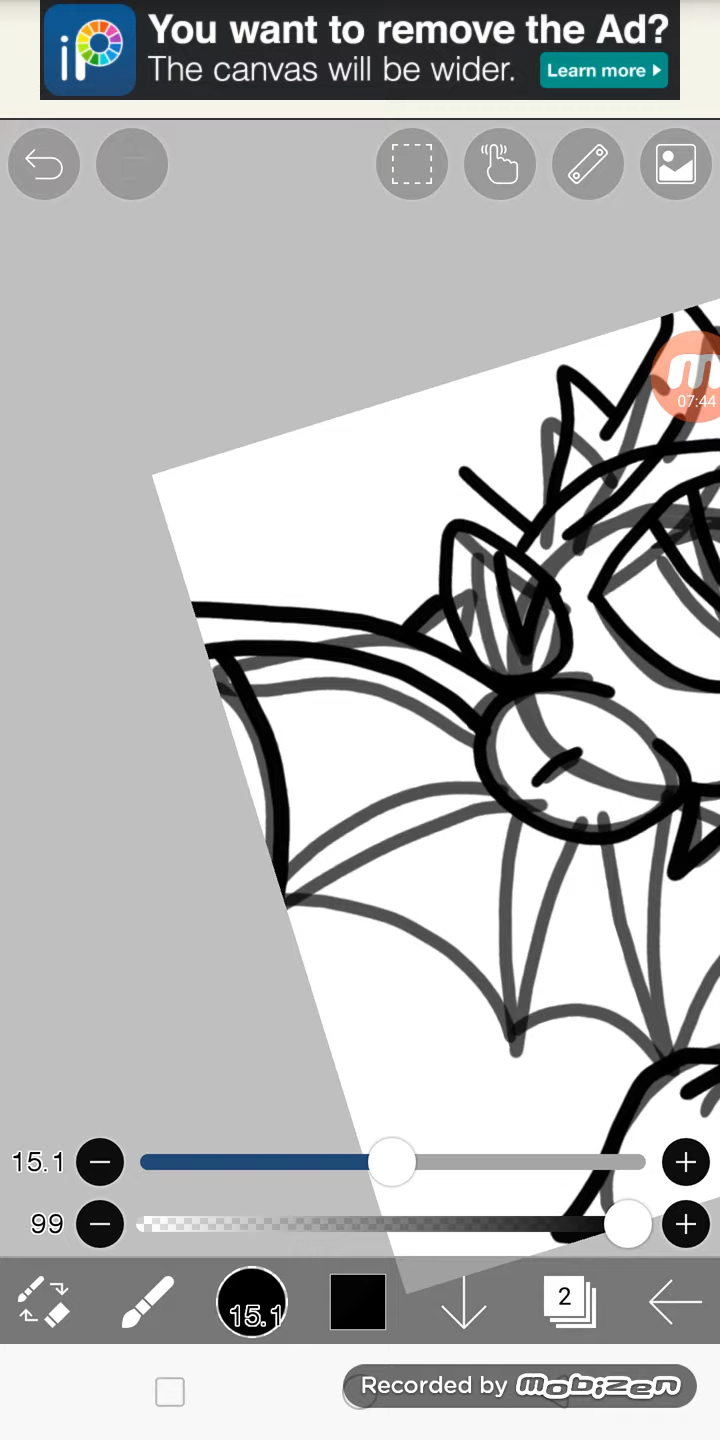 iP
You want to remove the Ad?
The canvas will be wider.
Learn more
m
07:44
15.1
99
15.1
2
Recorded by mobizen